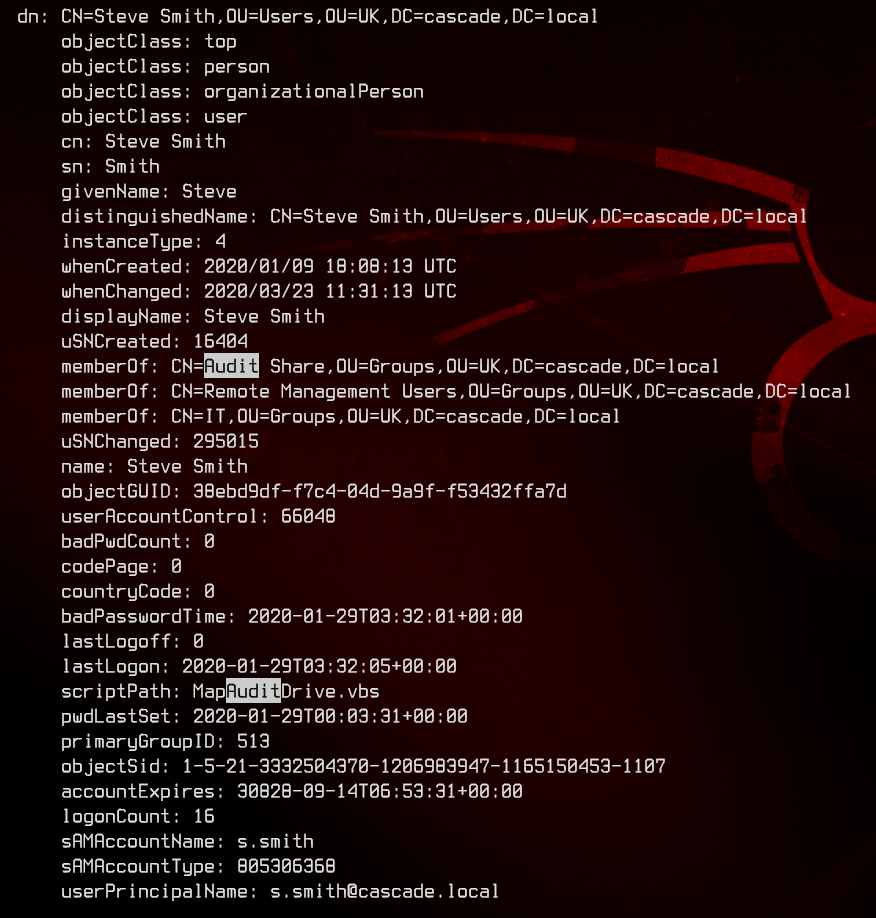 dn: CN=Steve Smith,OU=Users,OU=UK,DC=cascade,DC=local
objectClass: top
objectClass: person
objectClass: organizationalPerson
objectClass: user
cn: Steve Smith
sn: Smith
givenName: Steve
distinguishedName: CN=Steve Smith,OU=Users,OU=UK,DC=cascade,DC=local
instanceType: 4
whenCreated: 2020/01/09 18:08:13 UTC
whenChanged: 2020/03/23 11:31:13 UTC
displayName: Steve Smith
uSNCreated: 16404
memberOf: CN=Audit Share,OU=Groups,OU=UK,DC=cascade,DC=local
memberOf: CN=Remote Management Users,OU=Groups,OU=UK,DC=cascade,DC=local
memberOf: CN=IT,OU=Groups,OU=UK,DC=cascade,DC=local
uSNChanged: 295015
name: Steve Smith
objectGUID: 38ebd9df-f7c4-04d-9a9f-f53432ffa7d
userAccountControl: 66048
badPwdCount: 0
codePage: 0
countryCode: 0
badPasswordTime: 2020-01-29T03:32:01+00:00
lastLogoff: 0
lastLogon: 2020-01-29T03:32:05+00:00
scriptPath: MapAuditDrive.vbs
pwdLastSet: 2020-01-29T00:03:31+00:00
primaryGroupID: 513
objectSid: 1-5-21-3332504370-1206983947-1165150453-1107
accountExpires: 30828-09-14T06:53:31+00:00
logonCount: 16
sAMAccountName: s.smith
sAMAccountType: 805306368
userPrincipalName: s.smith@cascade.local